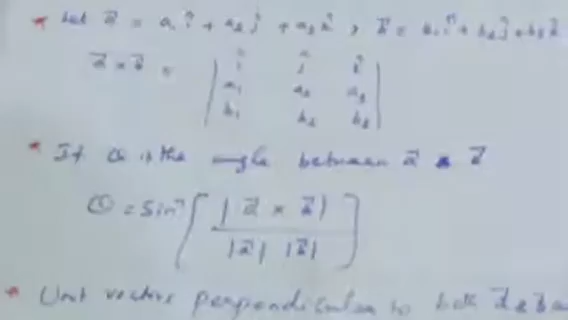 * Let a⃗ = a₁î + a₂ĵ + a₃k̂, b⃗ = b₁î + b₂ĵ + b₃k̂
a⃗ × b⃗ = | î ĵ k̂ |
| a₁ a₂ a₃ |
| b₁ b₂ b₃ |
* If θ is the angle between a⃗ & b⃗
θ = sin⁻¹ [ |a⃗ × b⃗| / |a⃗| |b⃗| ]
* Unit vector perpendicular to both a⃗ & b⃗